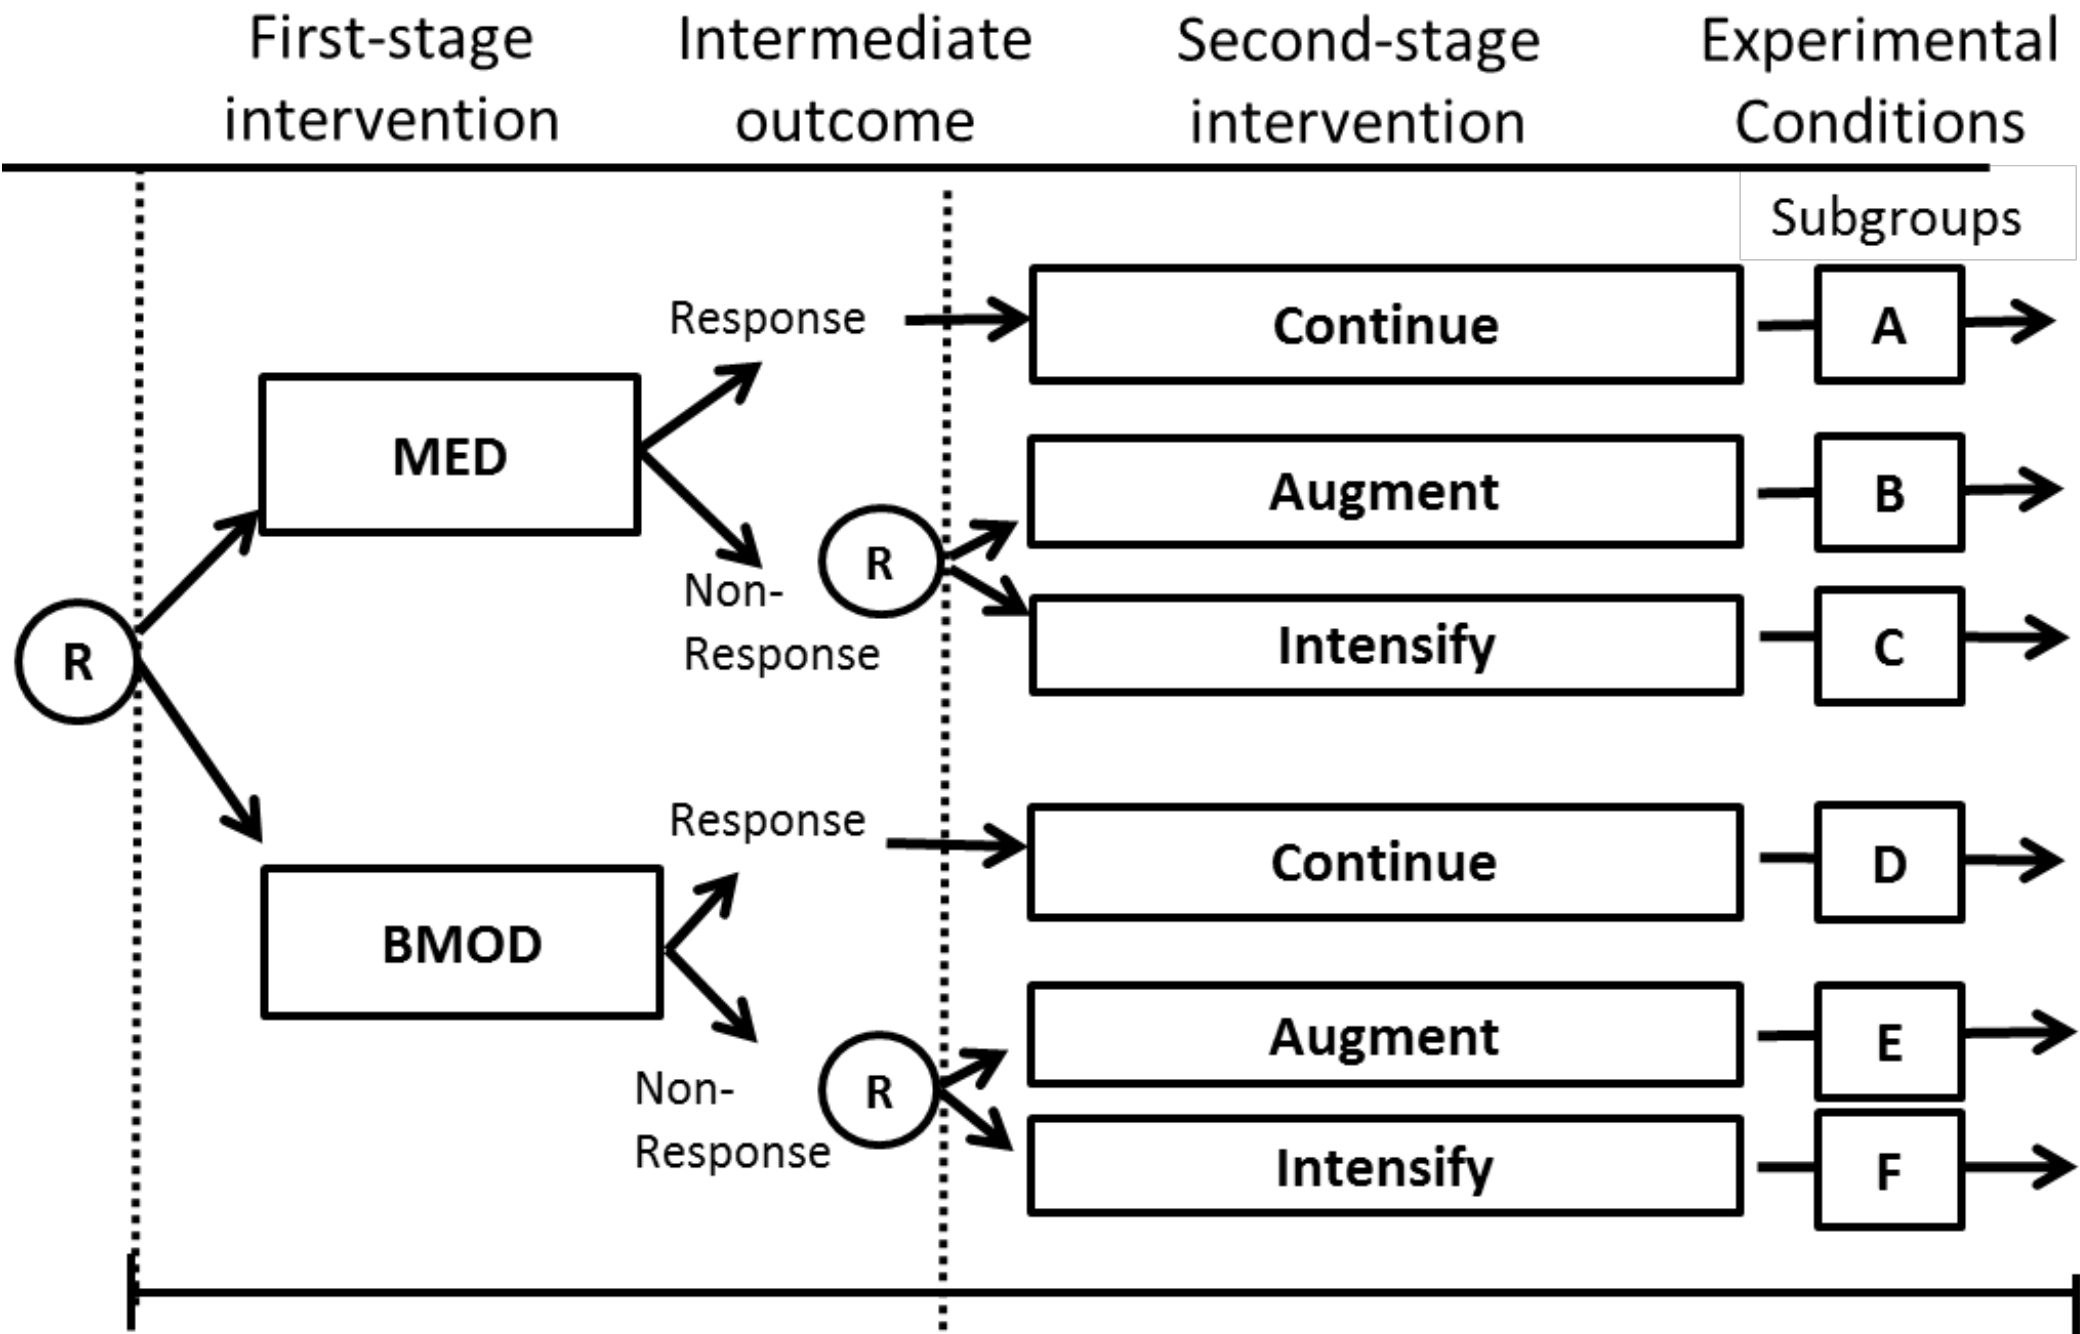 First-stage
intervention
Intermediate
outcome
Second-stage
intervention
Experimental
Conditions
Subgroups
Response
Continue
A
MED
Augment
B
R
Non-
Response
Intensify
C
R
Response
Continue
D
BMOD
Augment
E
Non-
Response
R
Intensify
F